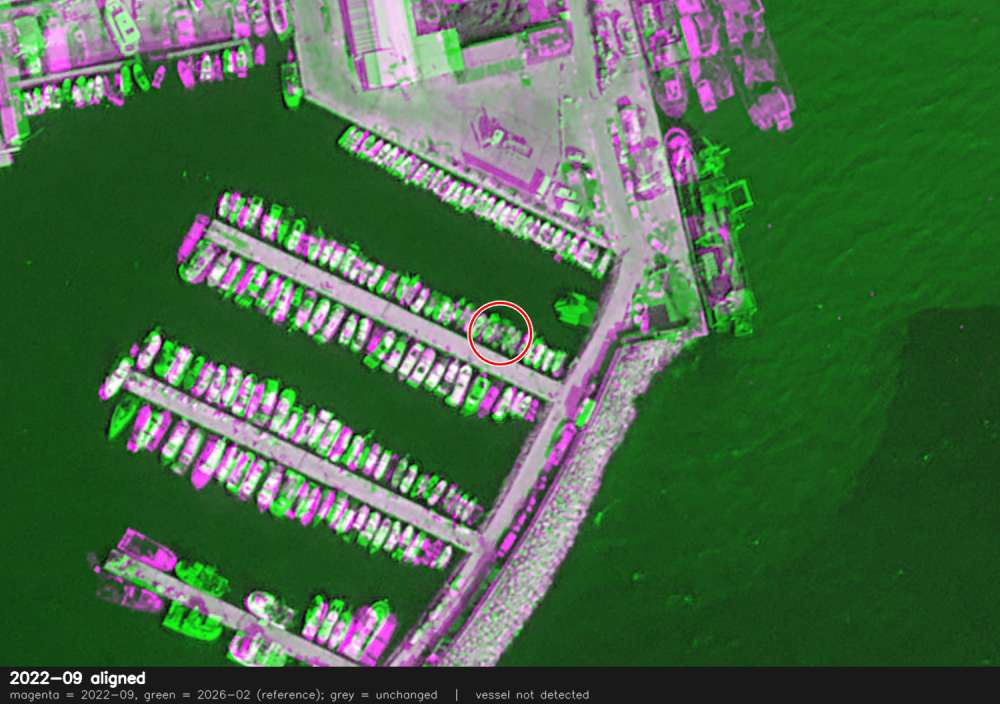 2022-09 aligned
magenta = 2022-09, green = 2026-02 (reference); grey = unchanged | vessel not detected